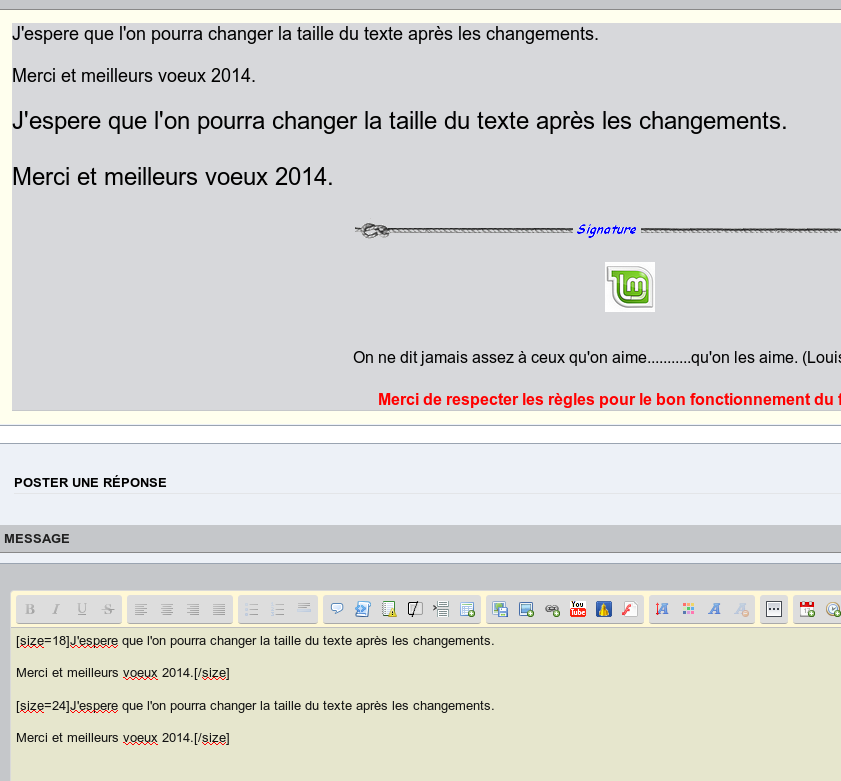 J'espere que l'on pourra changer la taille du texte après les changements.
Merci et meilleurs voeux 2014.
J'espere que l'on pourra changer la taille du texte après les changements.
Merci et meilleurs voeux 2014.
Signature
On ne dit jamais assez à ceux qu'on aime...........qu'on les aime. (Louis
Merci de respecter les règles pour le bon fonctionnement du f
POSTER UNE RÉPONSE
MESSAGE
B I U S You Tube A A A
[size=18]J'espere que l'on pourra changer la taille du texte après les changements.
Merci et meilleurs voeux 2014.[/size]
[size=24]J'espere que l'on pourra changer la taille du texte après les changements.
Merci et meilleurs voeux 2014.[/size]